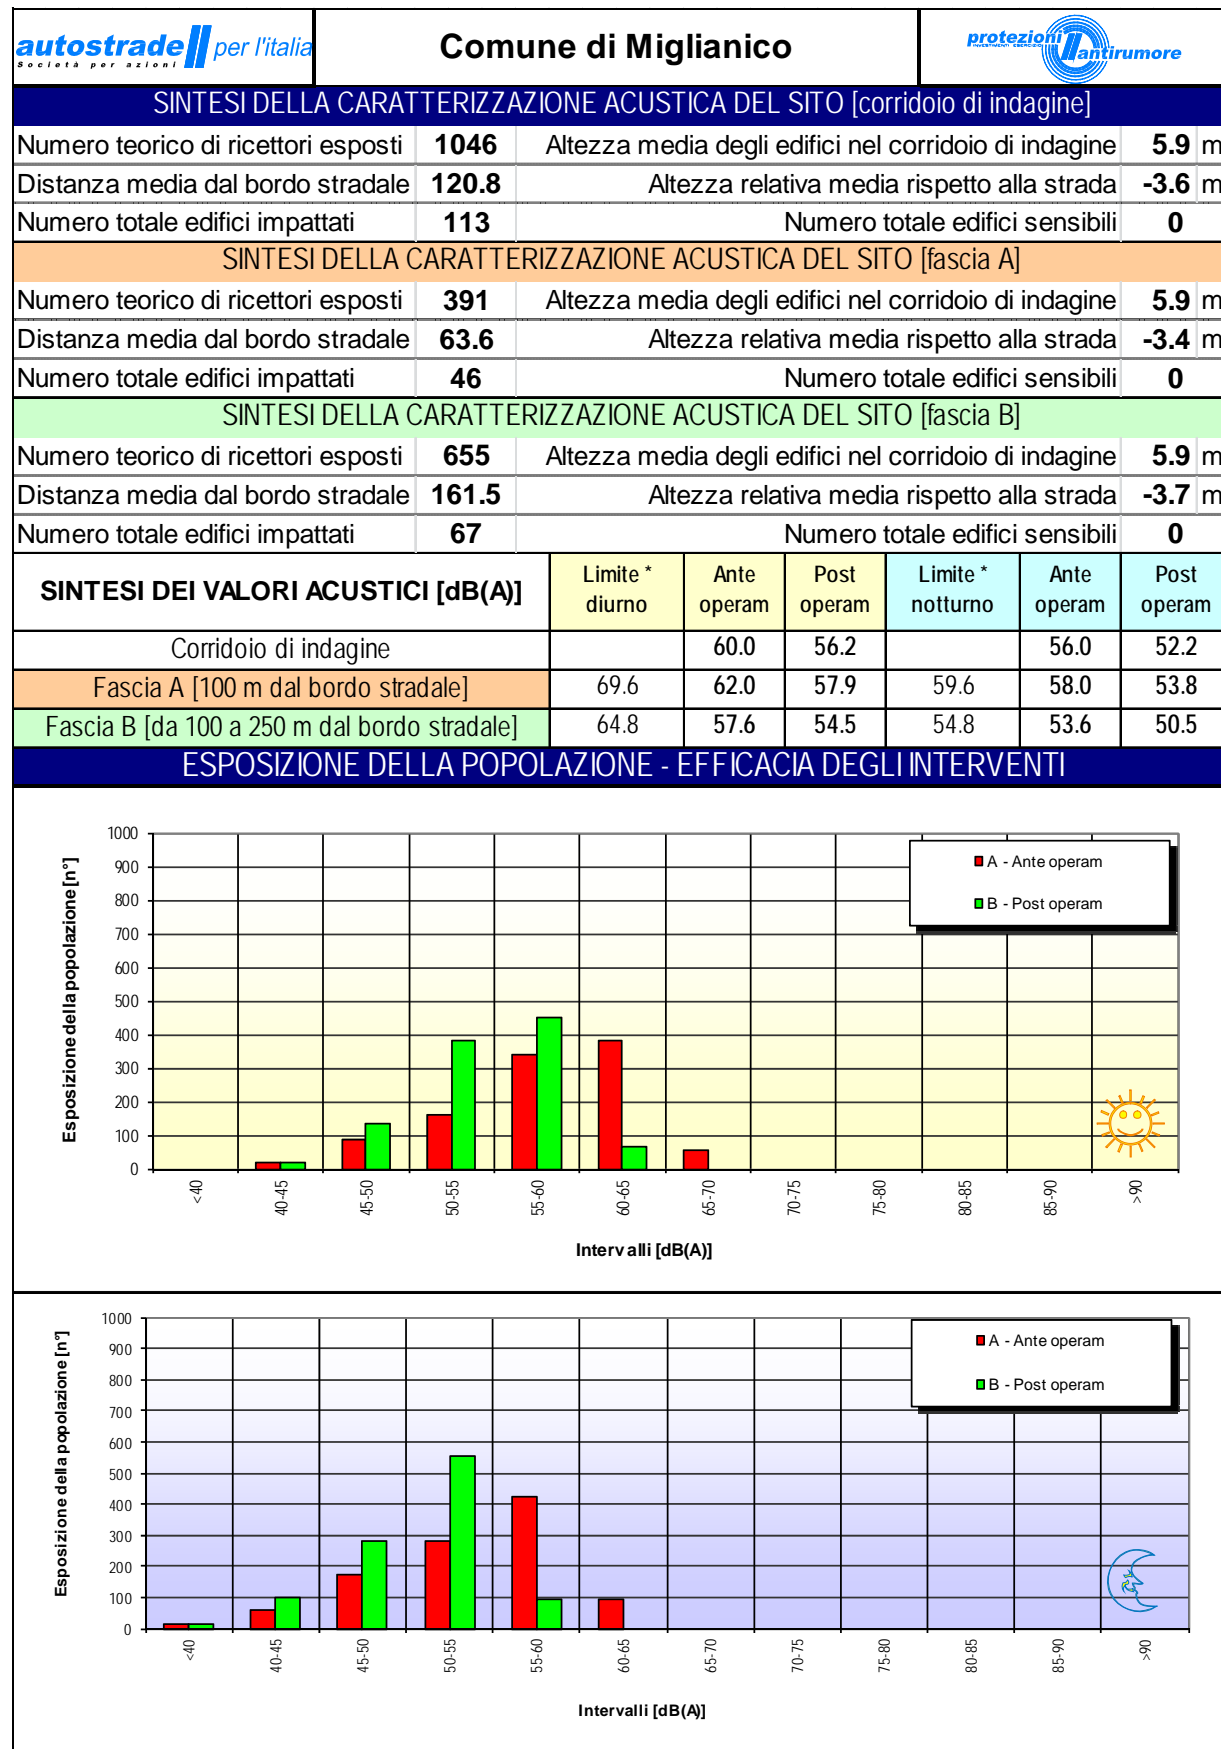 autostrade per l'italia
Società per azioni
Comune di Miglianico
protezioni antirumore
SINTESI DELLA CARATTERIZZAZIONE ACUSTICA DEL SITO [corridoio di indagine]
Numero teorico di ricettori esposti 1046 Altezza media degli edifici nel corridoio di indagine 5.9 m
Distanza media dal bordo stradale 120.8 Altezza relativa media rispetto alla strada -3.6 m
Numero totale edifici impattati 113 Numero totale edifici sensibili 0
SINTESI DELLA CARATTERIZZAZIONE ACUSTICA DEL SITO [fascia A]
Numero teorico di ricettori esposti 391 Altezza media degli edifici nel corridoio di indagine 5.9 m
Distanza media dal bordo stradale 63.6 Altezza relativa media rispetto alla strada -3.4 m
Numero totale edifici impattati 46 Numero totale edifici sensibili 0
SINTESI DELLA CARATTERIZZAZIONE ACUSTICA DEL SITO [fascia B]
Numero teorico di ricettori esposti 655 Altezza media degli edifici nel corridoio di indagine 5.9 m
Distanza media dal bordo stradale 161.5 Altezza relativa media rispetto alla strada -3.7 m
Numero totale edifici impattati 67 Numero totale edifici sensibili 0
SINTESI DEI VALORI ACUSTICI [dB(A)] Limite * diurno Ante operam Post operam Limite * notturno Ante operam Post operam
Corridoio di indagine 60.0 56.2 56.0 52.2
Fascia A [100 m dal bordo stradale] 69.6 62.0 57.9 59.6 58.0 53.8
Fascia B [da 100 a 250 m dal bordo stradale] 64.8 57.6 54.5 54.8 53.6 50.5
ESPOSIZIONE DELLA POPOLAZIONE - EFFICACIA DEGLI INTERVENTI
Esposizione della popolazione [n°]
1000
900
800
700
600
500
400
300
200
100
0
A - Ante operam
B - Post operam
<40 40-45 45-50 50-55 55-60 60-65 65-70 70-75 75-80 80-85 85-90 >90
Intervalli [dB(A)]
Esposizione della popolazione [n°]
1000
900
800
700
600
500
400
300
200
100
0
A - Ante operam
B - Post operam
<40 40-45 45-50 50-55 55-60 60-65 65-70 70-75 75-80 80-85 85-90 >90
Intervalli [dB(A)]